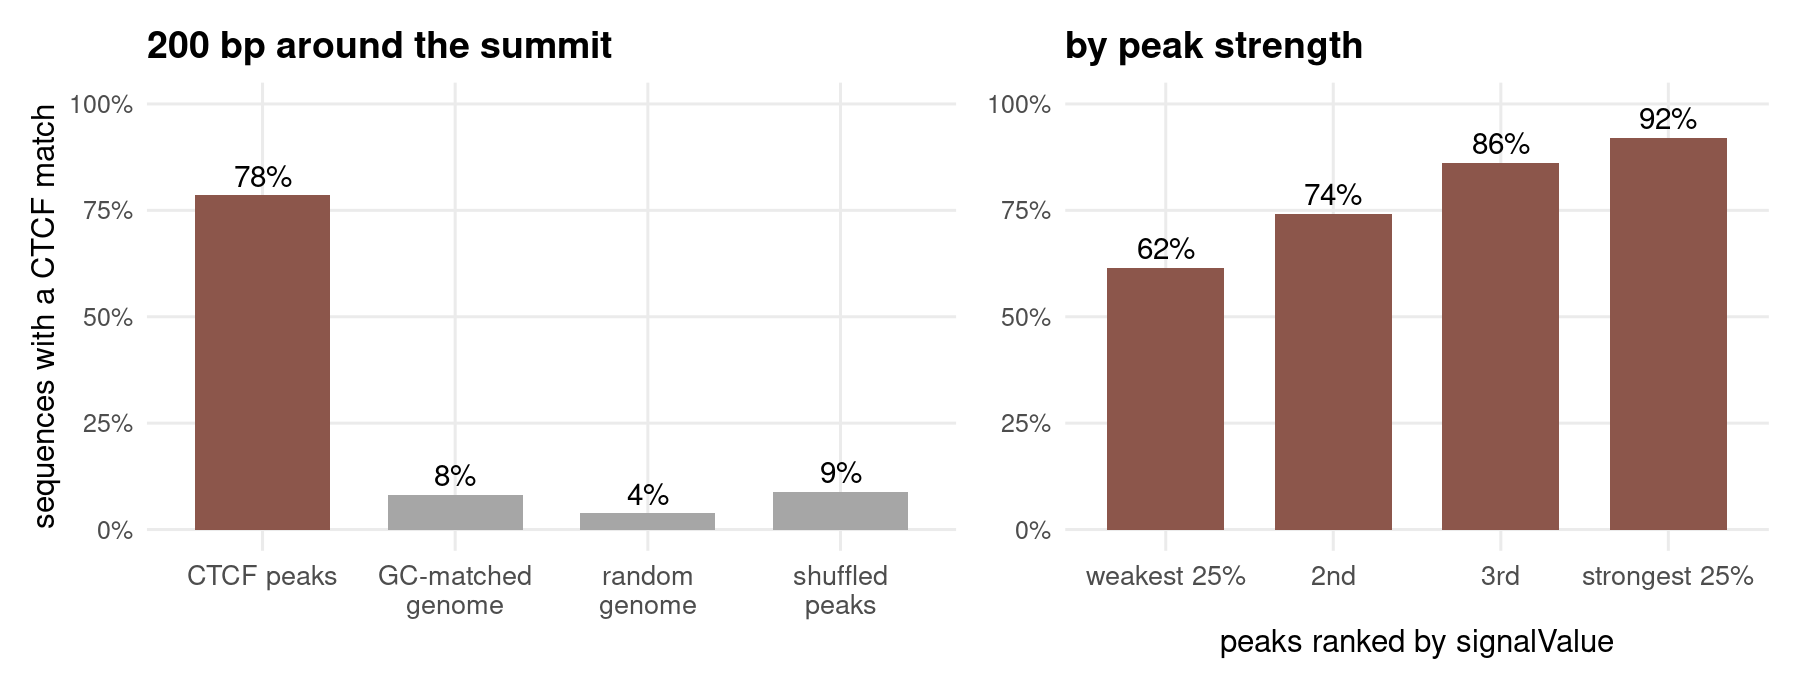 200 bp around the summit
sequences with a CTCF match
100%
75%
50%
25%
0%
78%
8%
4%
9%
CTCF peaks
GC-matched
genome
random
genome
shuffled
peaks
by peak strength
100%
75%
50%
25%
0%
62%
74%
86%
92%
weakest 25%
2nd
3rd
strongest 25%
peaks ranked by signalValue